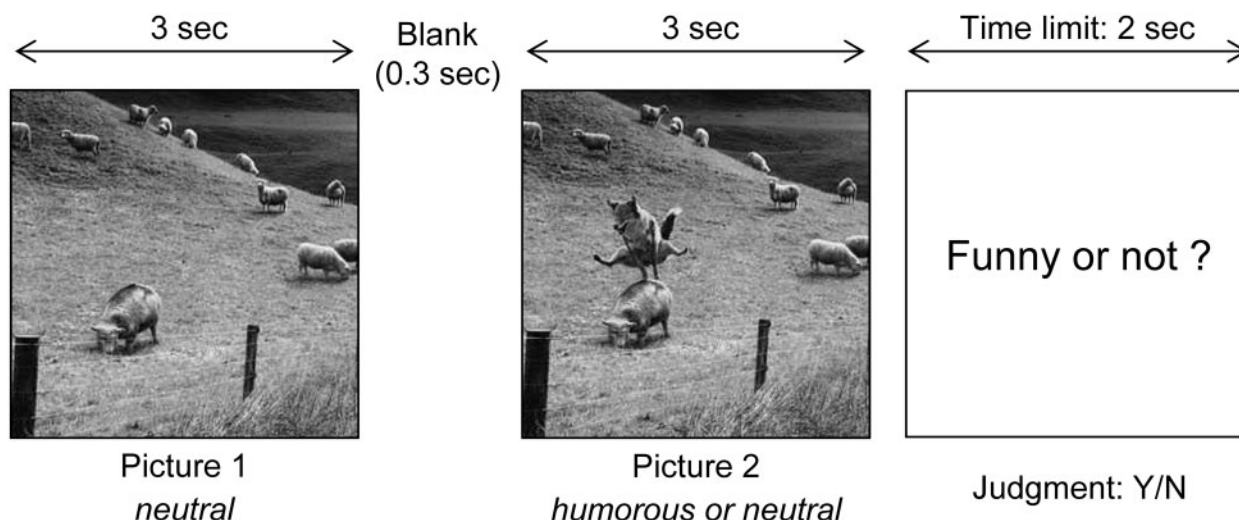 3 sec
Blank
(0.3 sec)
3 sec
Time limit: 2 sec
Funny or not ?
Picture 1
neutral
Picture 2
humorous or neutral
Judgment: Y/N